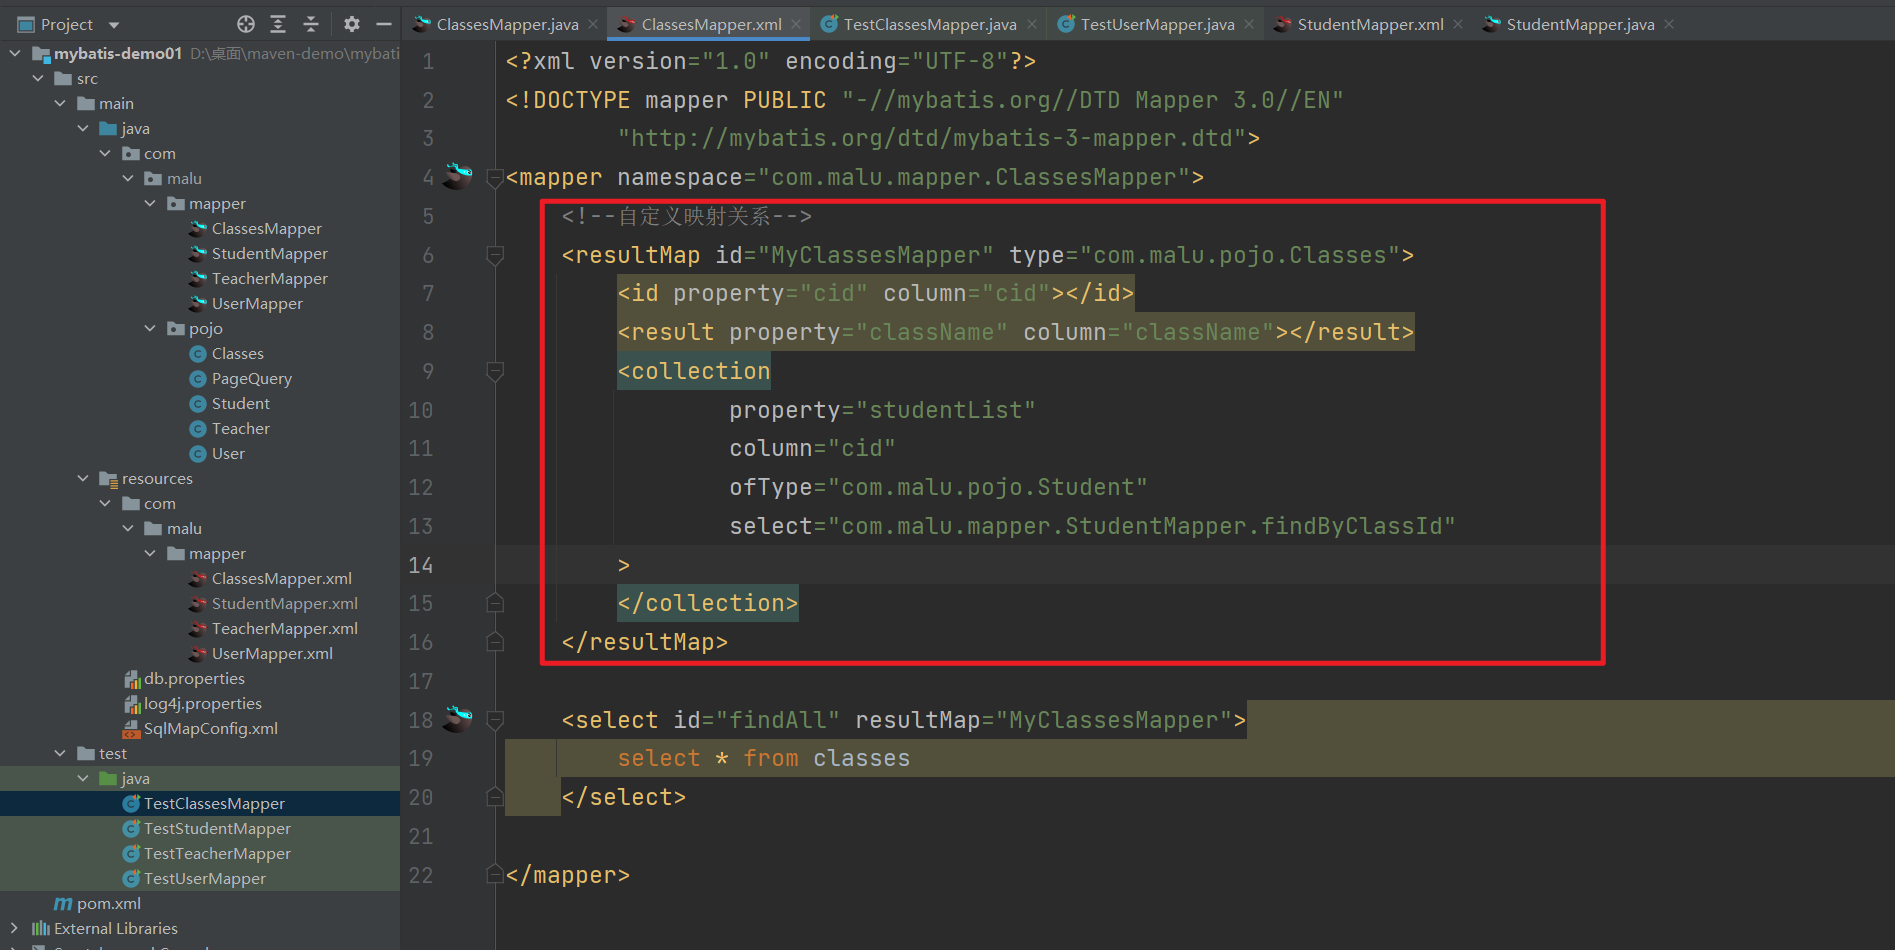 Project
ClassesMapper.java
ClassesMapper.xml
TestClassesMapper.java
TestUserMapper.java
StudentMapper.xml
StudentMapper.java
mybatis-demo01 D:\桌面\maven-demo\mybati
src
main
java
com
malu
mapper
ClassesMapper
StudentMapper
TeacherMapper
UserMapper
pojo
Classes
PageQuery
Student
Teacher
User
resources
com
malu
mapper
ClassesMapper.xml
StudentMapper.xml
TeacherMapper.xml
UserMapper.xml
db.properties
log4j.properties
SqlMapConfig.xml
test
java
TestClassesMapper
TestStudentMapper
TestTeacherMapper
TestUserMapper
pom.xml
External Libraries
1 <?xml version="1.0" encoding="UTF-8"?>
2 <!DOCTYPE mapper PUBLIC "-//mybatis.org//DTD Mapper 3.0//EN"
3 "http://mybatis.org/dtd/mybatis-3-mapper.dtd">
4 <mapper namespace="com.malu.mapper.ClassesMapper">
5 <!--自定义映射关系-->
6 <resultMap id="MyClassesMapper" type="com.malu.pojo.Classes">
7 <id property="cid" column="cid"></id>
8 <result property="className" column="className"></result>
9 <collection
10 property="studentList"
11 column="cid"
12 ofType="com.malu.pojo.Student"
13 select="com.malu.mapper.StudentMapper.findByClassId"
14 >
15 </collection>
16 </resultMap>
17
18 <select id="findAll" resultMap="MyClassesMapper">
19 select * from classes
20 </select>
21
22 </mapper>